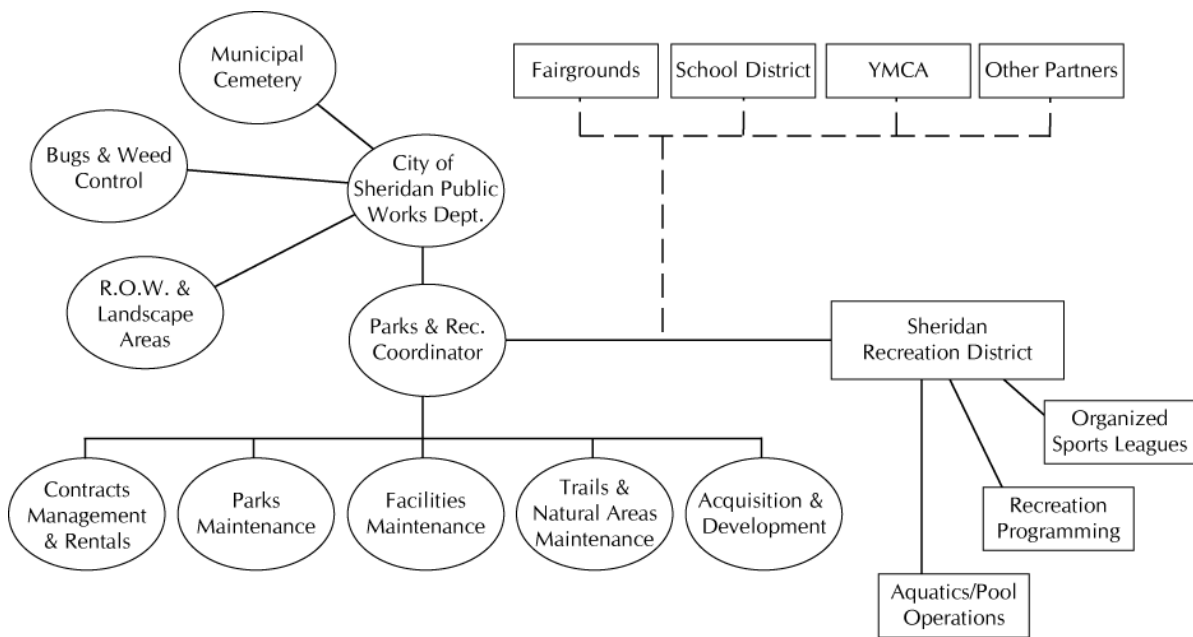 Municipal
Cemetery
Fairgrounds
School District
YMCA
Other Partners
Bugs & Weed
Control
City of
Sheridan Public
Works Dept.
R.O.W. &
Landscape
Areas
Parks & Rec.
Coordinator
Sheridan
Recreation District
Organized
Sports Leagues
Contracts
Management
& Rentals
Parks
Maintenance
Facilities
Maintenance
Trails &
Natural Areas
Maintenance
Acquisition &
Development
Recreation
Programming
Aquatics/Pool
Operations